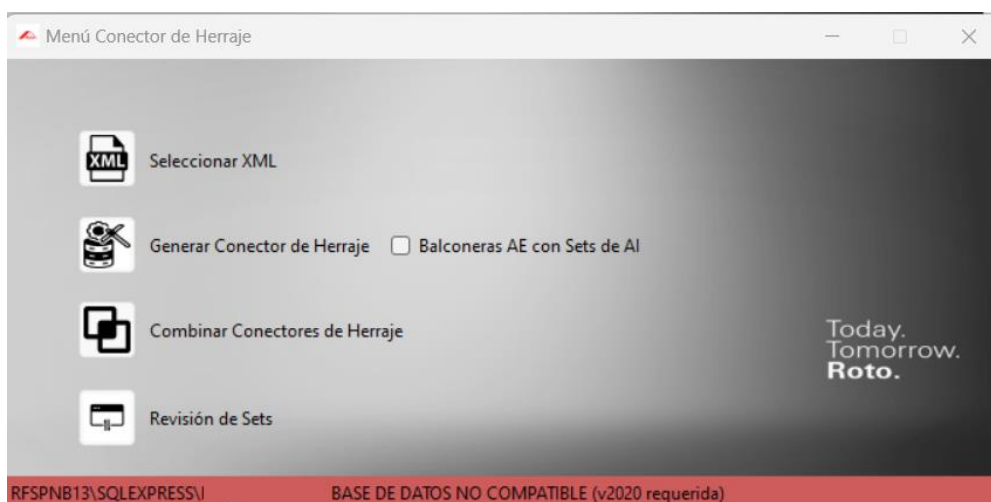 Menú Conector de Herraje
XML
Seleccionar XML
Generar Conector de Herraje Balconeras AE con Sets de AI
Combinar Conectores de Herraje
Today.
Tomorrow.
Roto.
Revisión de Sets
RFSPNB13\SQLEXPRESS\I BASE DE DATOS NO COMPATIBLE (v2020 requerida)